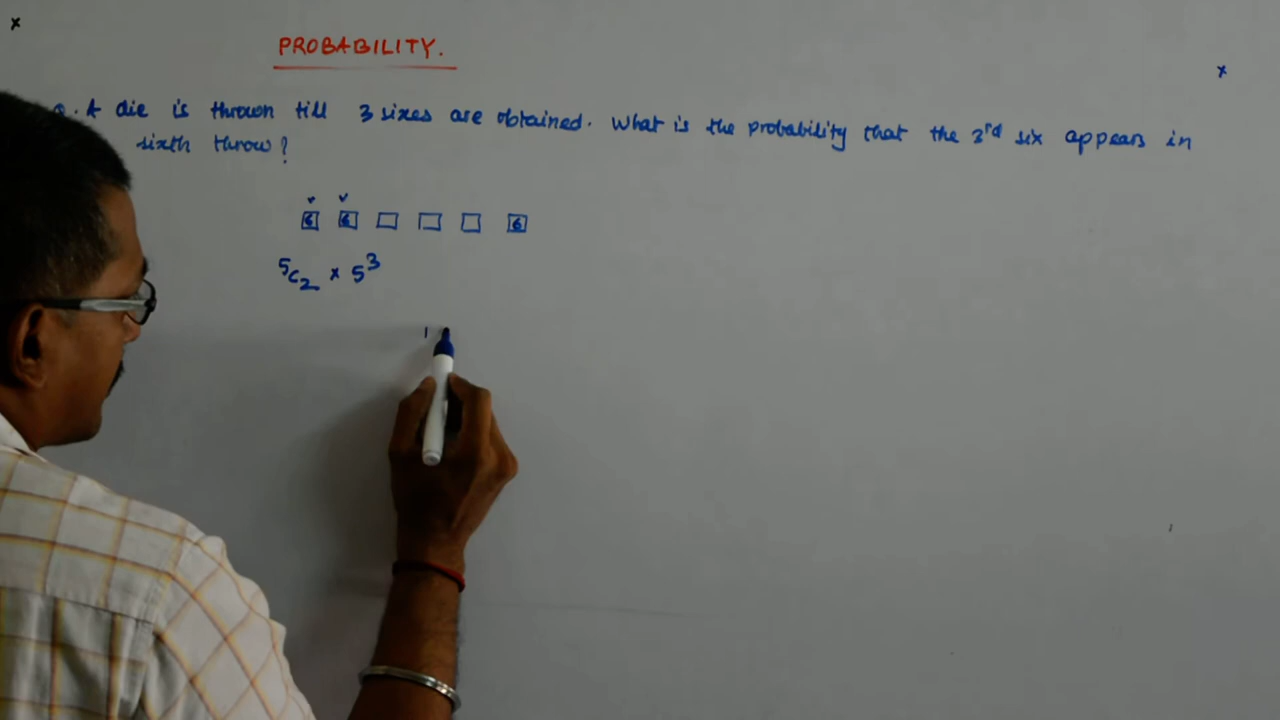 x
PROBABILITY.
x
Q. A die is thrown till 3 sixes are obtained. What is the probability that the 3rd six appears in
sixth throw?
6 6 6
5C2 x 5^3
1